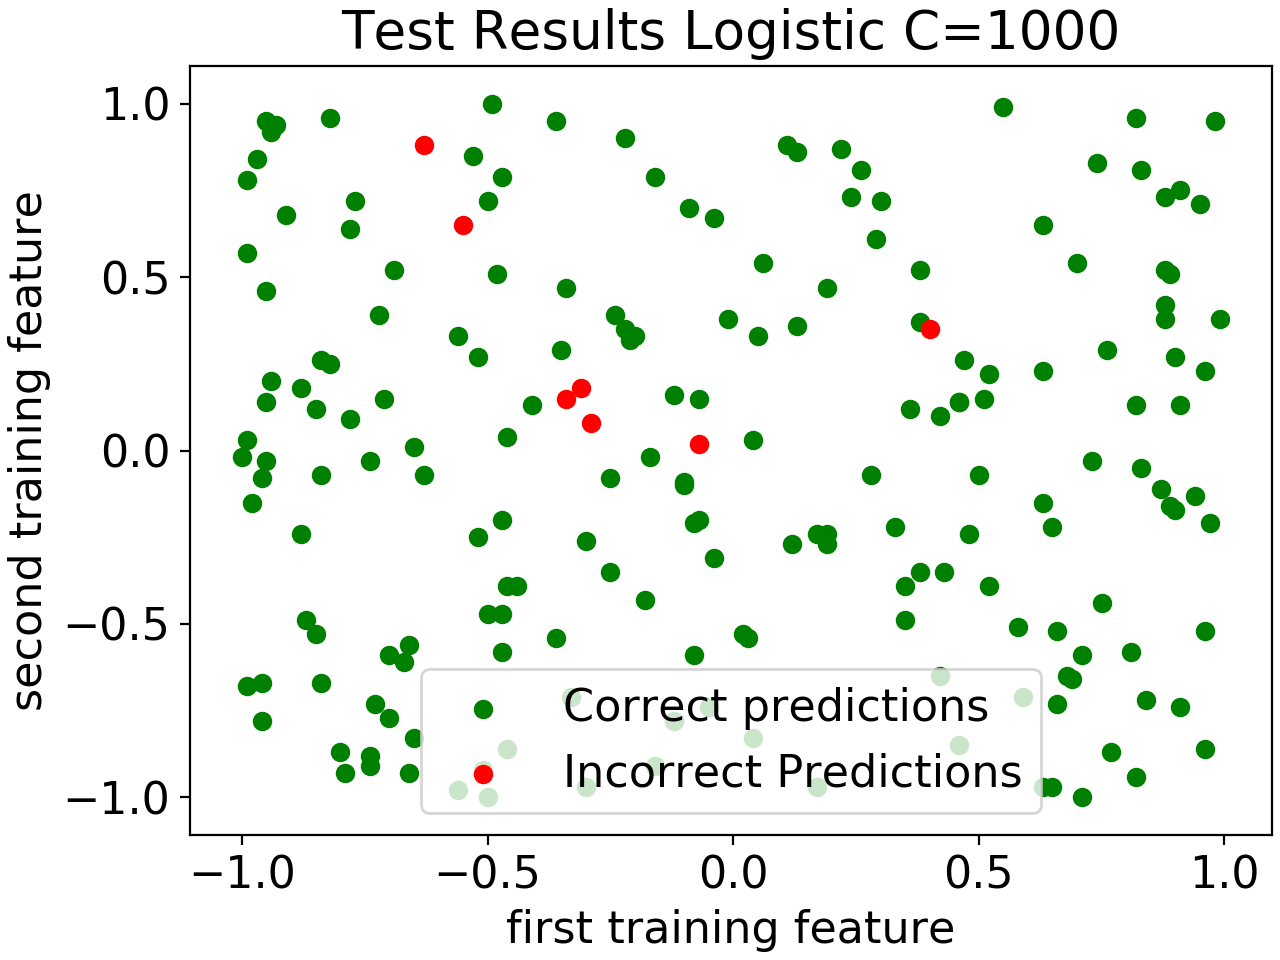 Test Results Logistic C=1000
second training feature
1.0
0.5
0.0
−0.5
−1.0
Correct predictions
Incorrect Predictions
−1.0 −0.5 0.0 0.5 1.0
first training feature